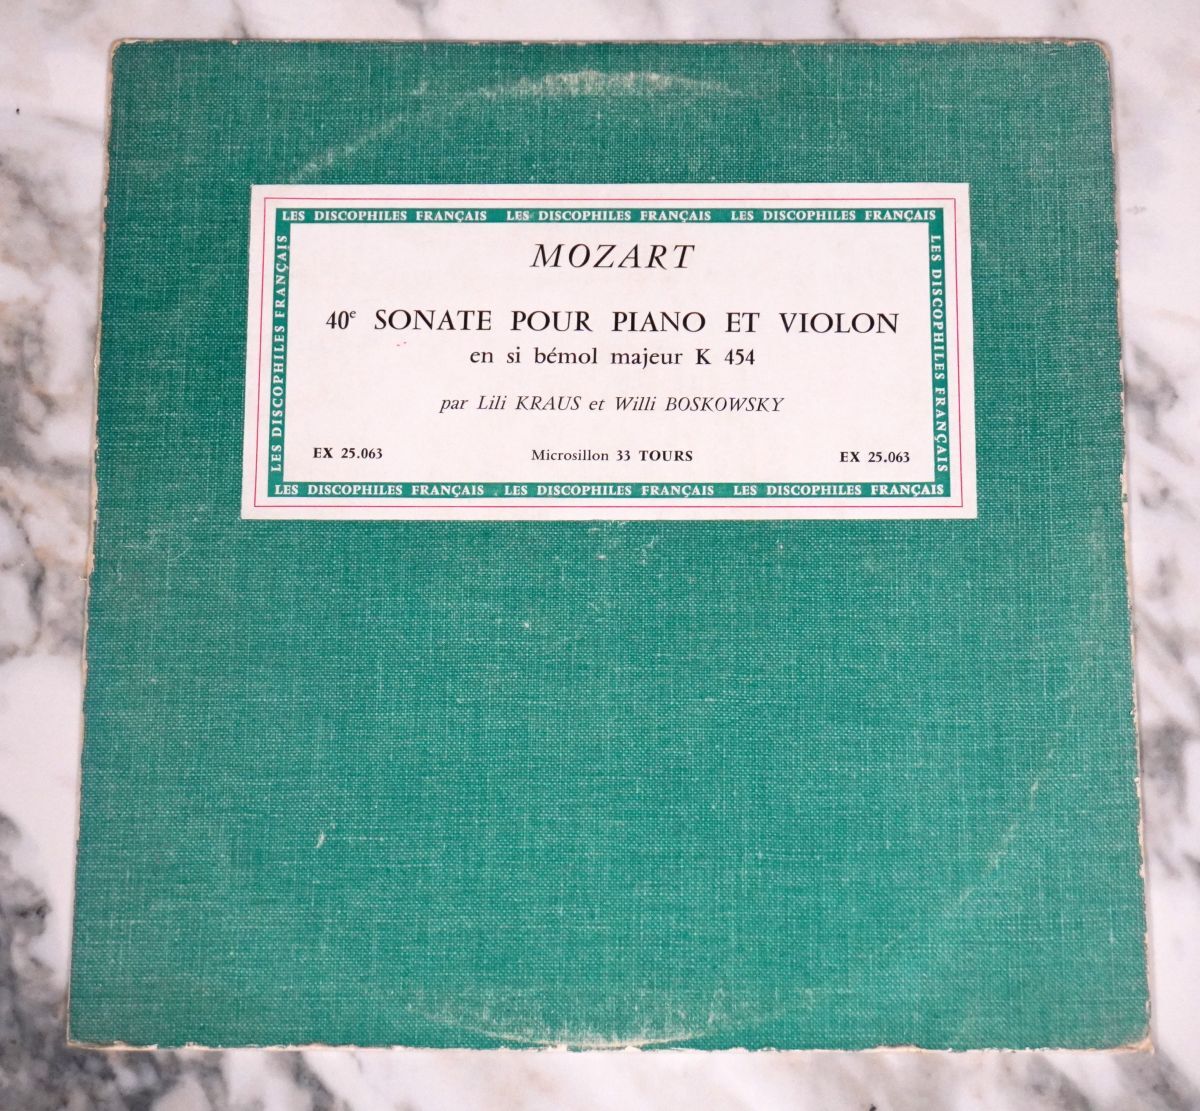 LES DISCOPHILES FRANÇAIS LES DISCOPHILES FRANÇAIS LES DISCOPHILES FRANÇAIS
LES DISCOPHILES FRANÇAIS
LES DISCOPHILES FRANÇAIS
MOZART
40e SONATE POUR PIANO ET VIOLON
en si bémol majeur K 454
par Lili KRAUS et Willi BOSKOWSKY
EX 25.063 Microsillon 33 TOURS EX 25.063
LES DISCOPHILES FRANÇAIS LES DISCOPHILES FRANÇAIS LES DISCOPHILES FRANÇAIS